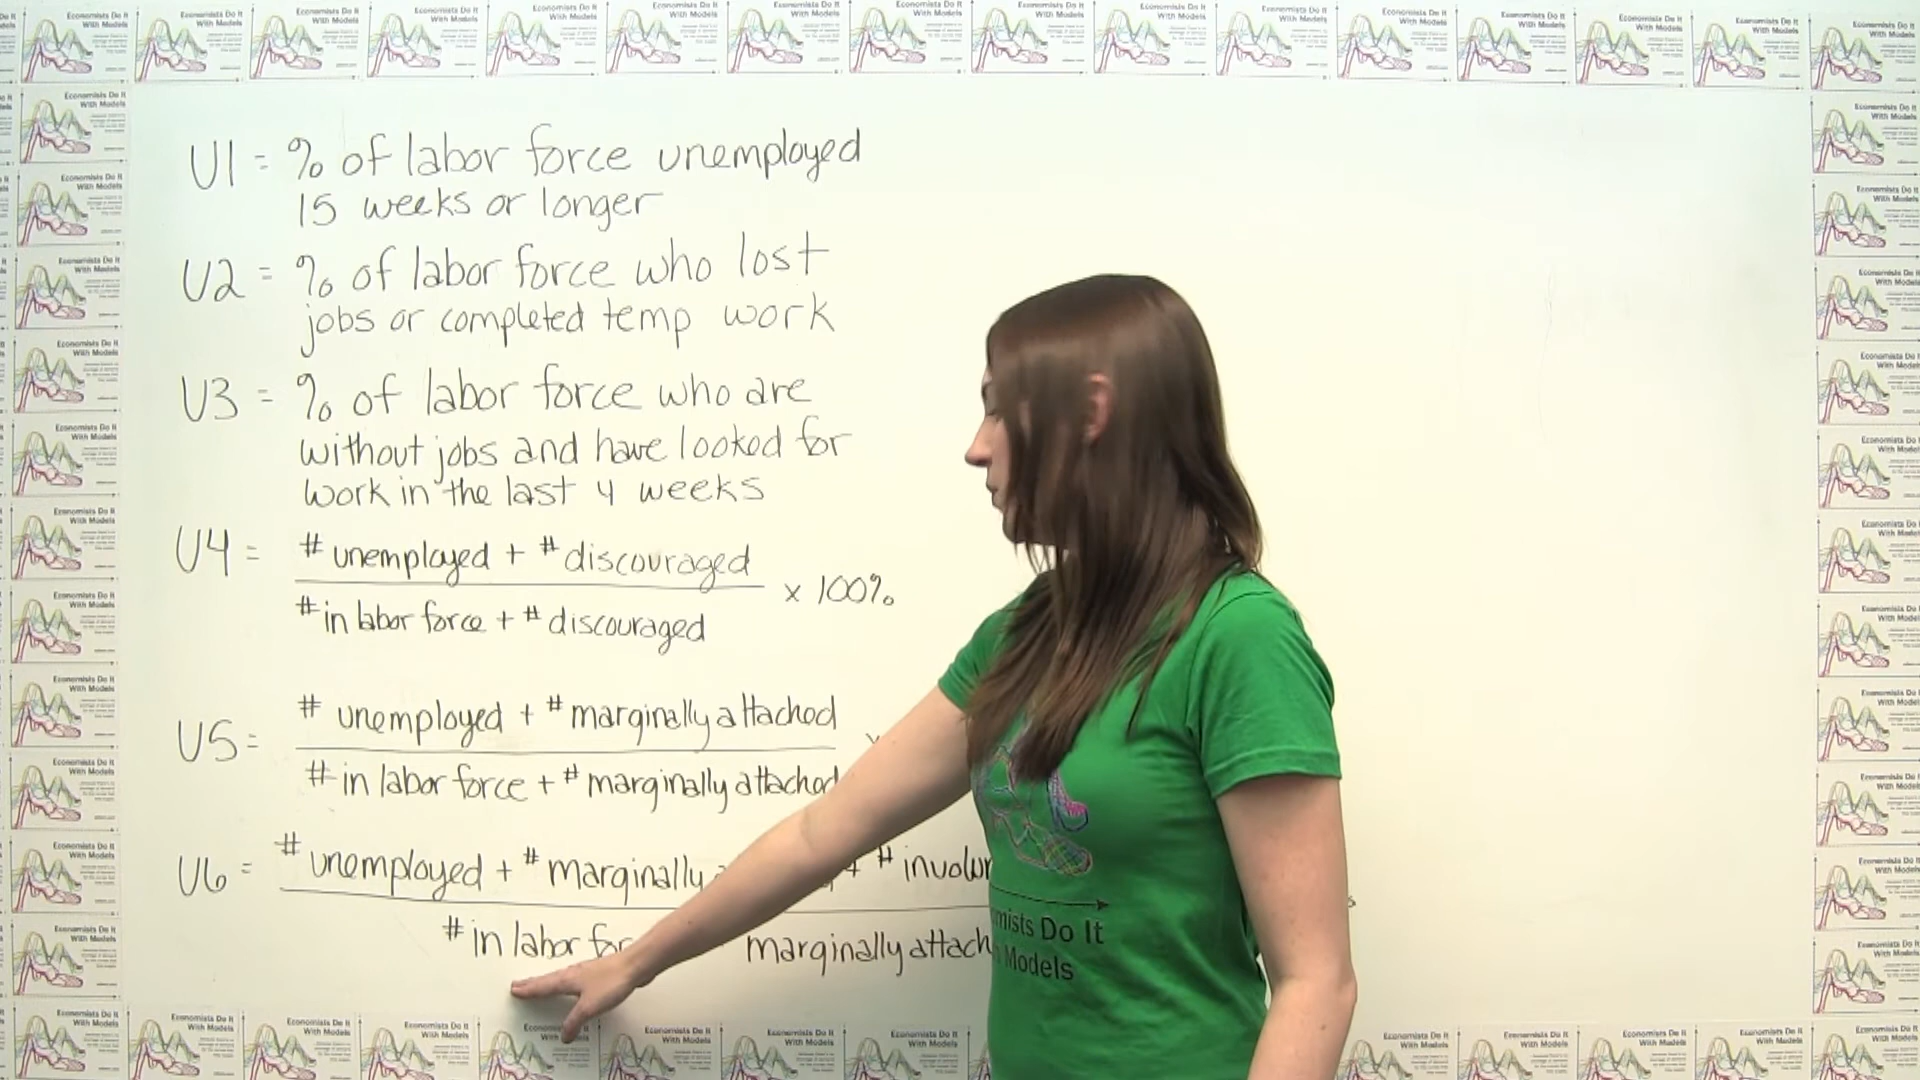 U1 = % of labor force unemployed
15 weeks or longer
U2 = % of labor force who lost
jobs or completed temp work
U3 = % of labor force who are
without jobs and have looked for
work in the last 4 weeks
U4 = # unemployed + # discouraged
x 100%
# in labor force + # discouraged
# unemployed + # marginally attached
U5 =
# in labor force + # marginally attached
U6 = # unemployed + # marginally + #
# in labor marginally
Economists Do It
With Models
Do It
Models